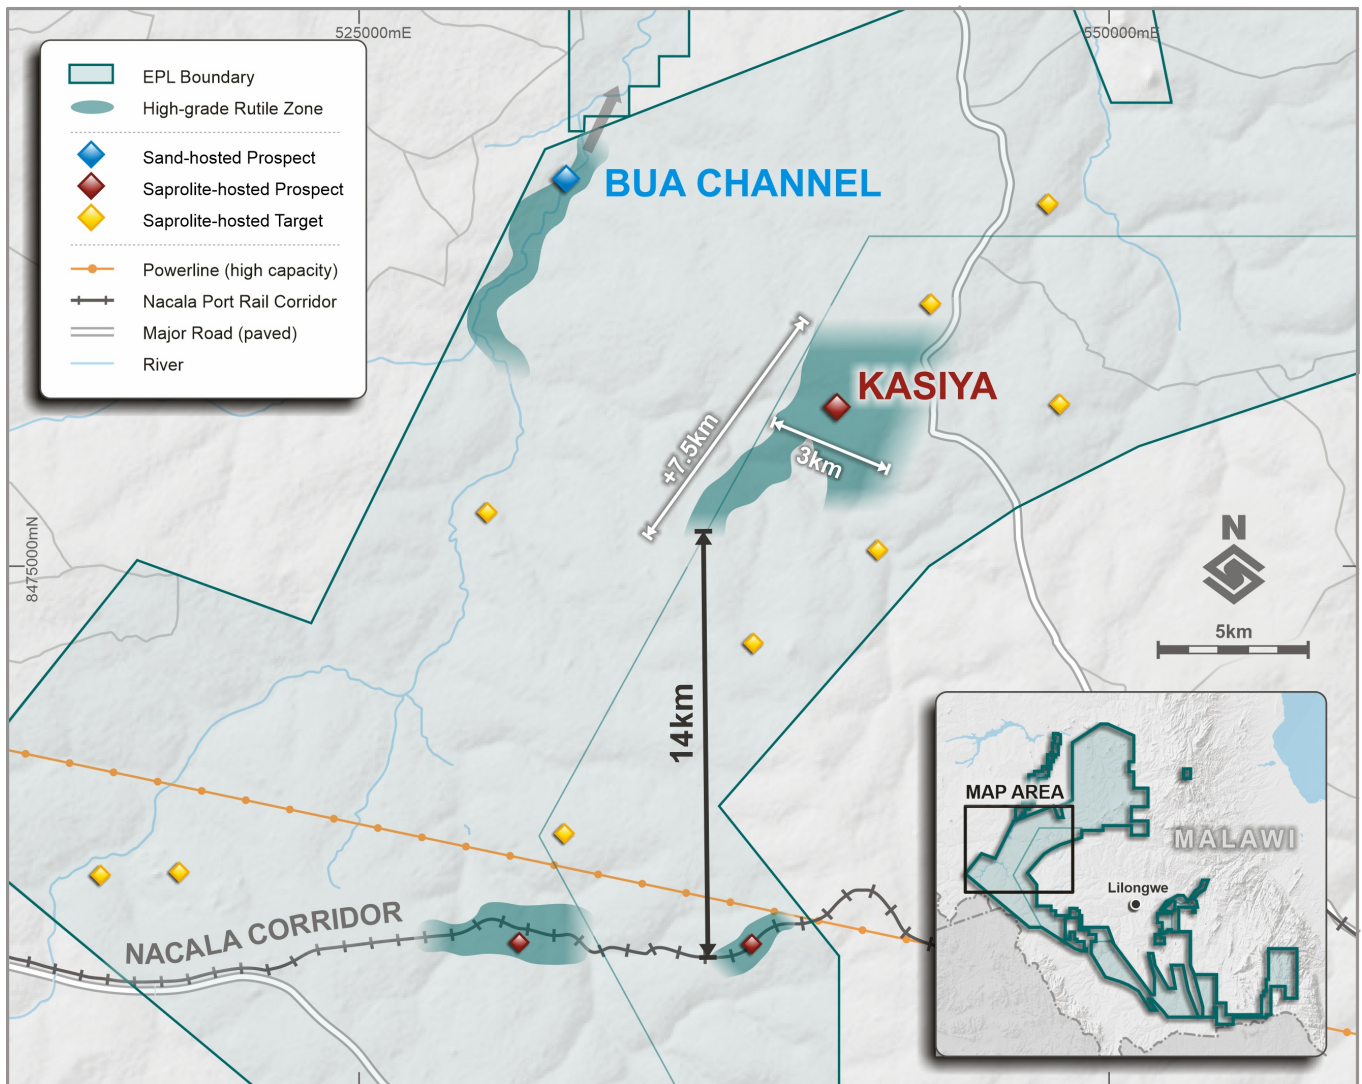 525000mE
550000mE
EPL Boundary
High-grade Rutile Zone
Sand-hosted Prospect
Saprolite-hosted Prospect
Saprolite-hosted Target
Powerline (high capacity)
Nacala Port Rail Corridor
Major Road (paved)
River
BUA CHANNEL
KASIYA
+7.5km
3km
8475000mN
N
5km
14km
MAP AREA
MALAWI
Lilongwe
NACALA CORRIDOR